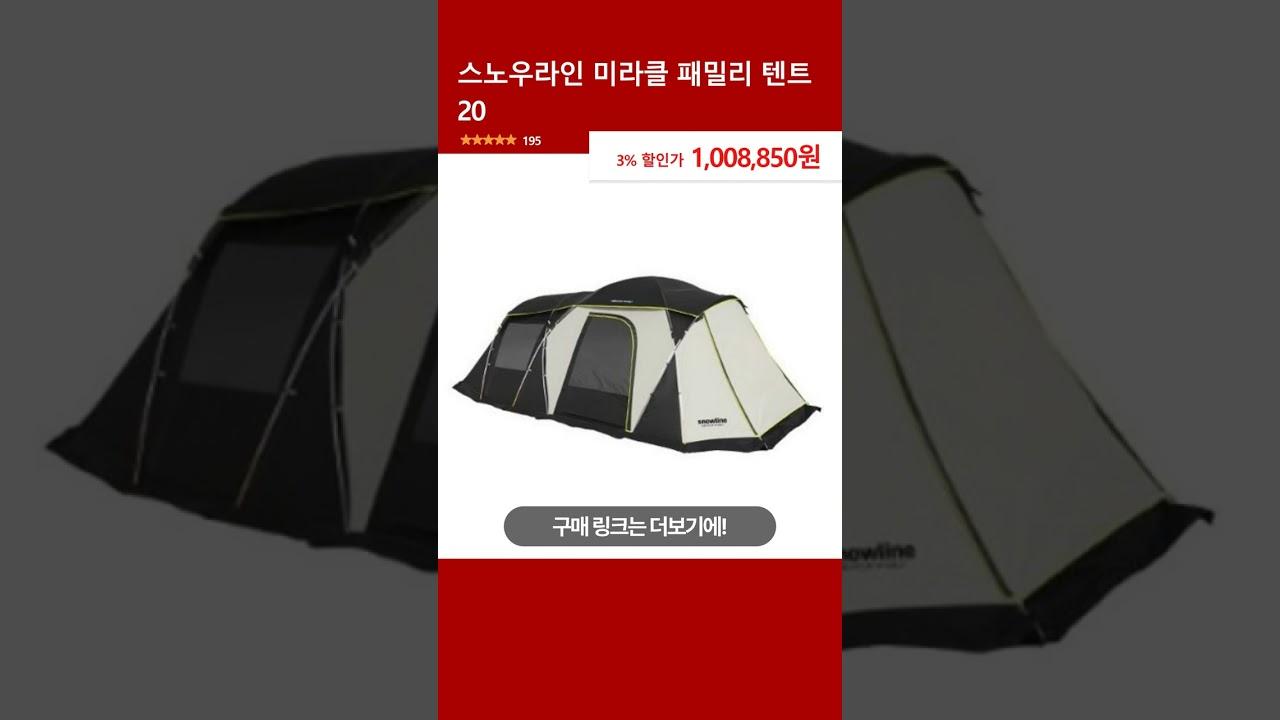 스노우라인 미라클 패밀리 텐트
20
★★★★★ 195
3% 할인가 1,008,850원
snowline
구매 링크는 더보기에!
snowline